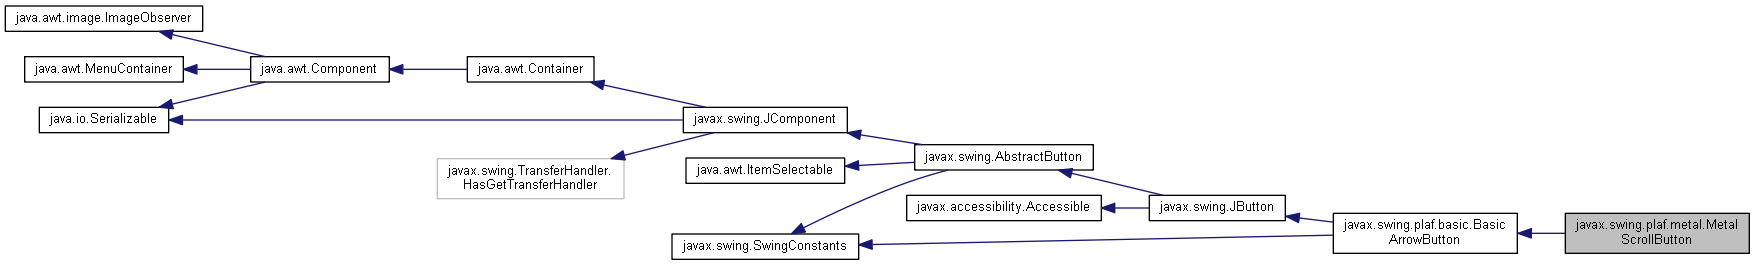 java.awt.image.ImageObserver
java.awt.MenuContainer
java.awt.Component
java.awt.Container
java.io.Serializable
javax.swing.JComponent
javax.swing.TransferHandler.
HasGetTransferHandler
javax.swing.AbstractButton
java.awt.ItemSelectable
javax.accessibility.Accessible
javax.swing.JButton
javax.swing.SwingConstants
javax.swing.plaf.basic.Basic
ArrowButton
javax.swing.plaf.metal.Metal
ScrollButton